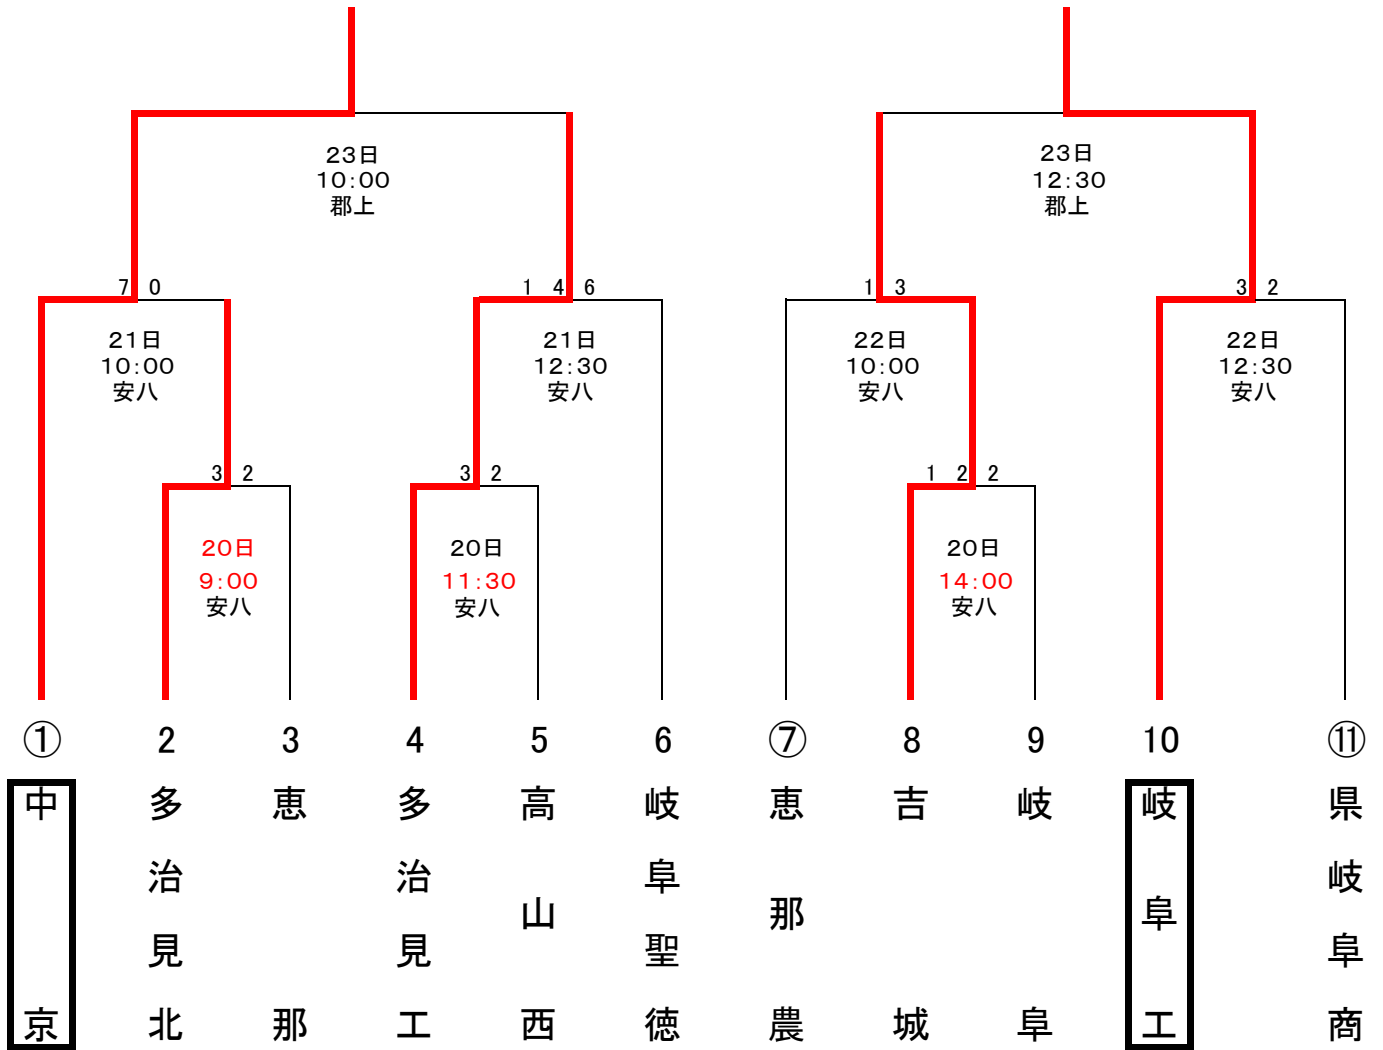 23日
10:00
郡上
23日
12:30
郡上
7 0
1 4 6
1 3
3 2
21日
10:00
安八
21日
12:30
安八
22日
10:00
安八
22日
12:30
安八
3 2
3 2
1 2 2
20日
9:00
安八
20日
11:30
安八
20日
14:00
安八
① 2 3 4 5 6 ⑦ 8 9 10 ⑪
中京
多治見北
恵那
多治見工
高山西
岐阜聖徳
恵那農
吉城
岐阜
岐阜工
県岐阜商